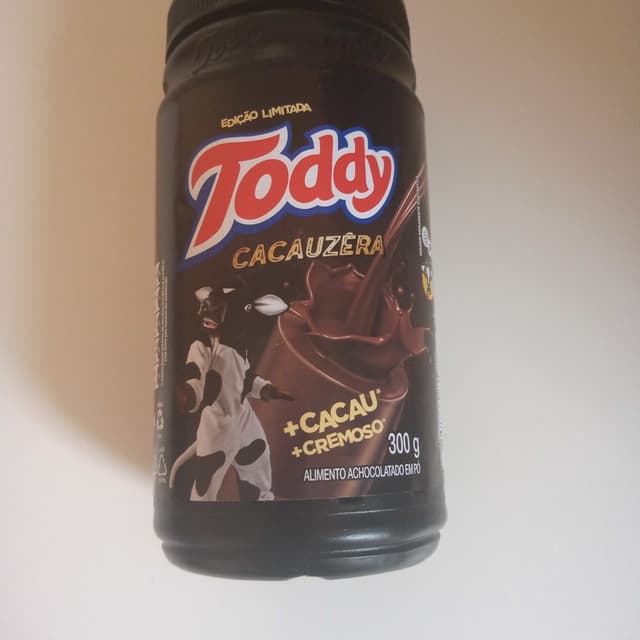 EDIÇÃO LIMITADA
Toddy
CACAUZÊRA
+CACAU*
+CREMOSO*
300 g
ALIMENTO ACHOCOLATADO EM PÓ